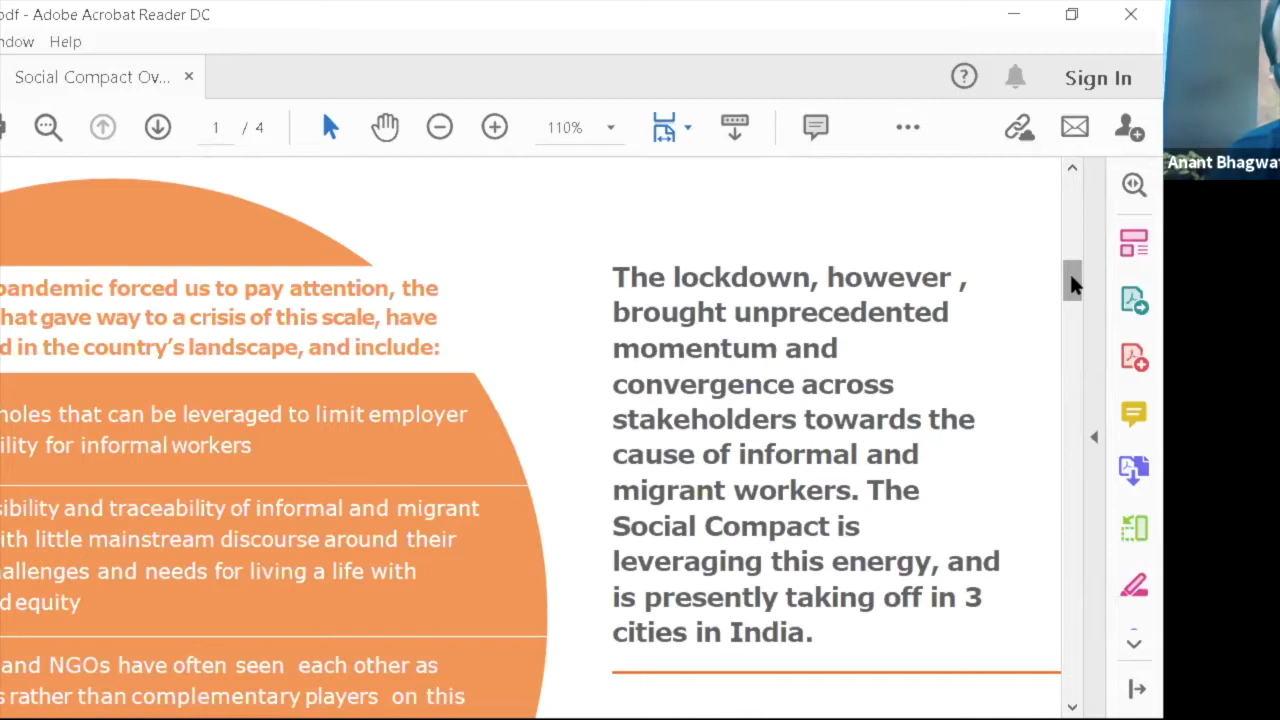 pdf - Adobe Acrobat Reader DC
Help
Social Compact Ov...
Sign In
1 / 4
110%
Anant Bhagwa
pandemic forced us to pay attention, the
hat gave way to a crisis of this scale, have
d in the country's landscape, and include:
holes that can be leveraged to limit employer
ility for informal workers
sibility and traceability of informal and migrant
ith little mainstream discourse around their
hallenges and needs for living a life with
d equity
and NGOs have often seen each other as
s rather than complementary players on this
The lockdown, however ,
brought unprecedented
momentum and
convergence across
stakeholders towards the
cause of informal and
migrant workers. The
Social Compact is
leveraging this energy, and
is presently taking off in 3
cities in India.